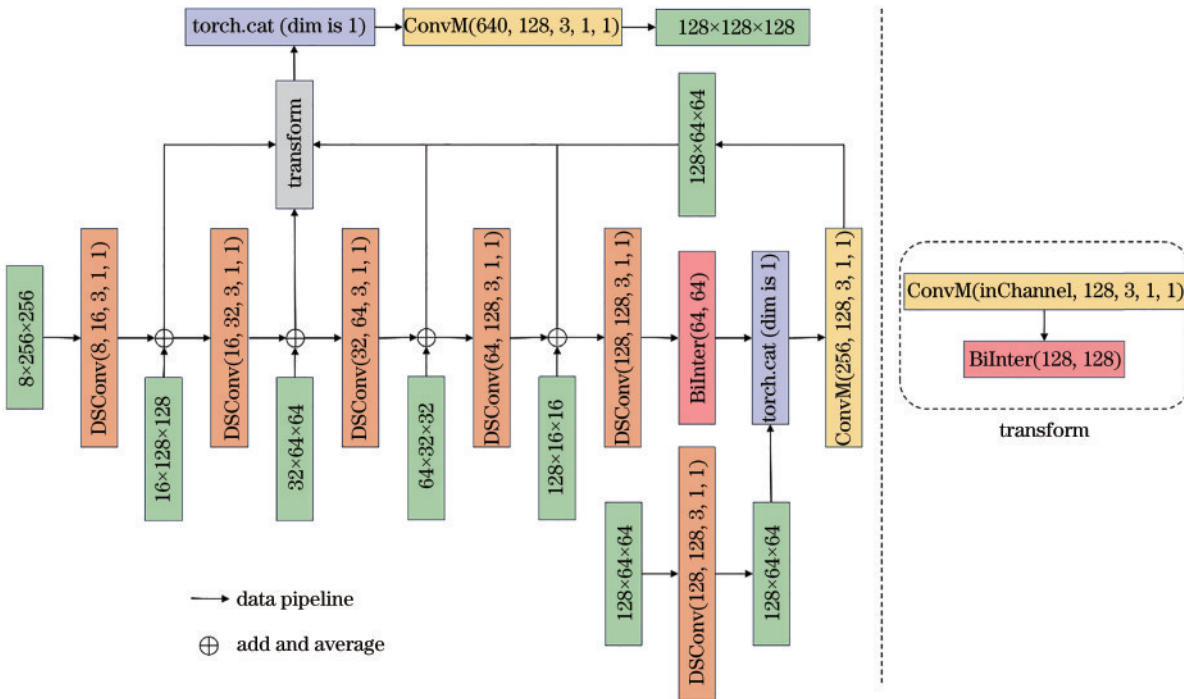 torch.cat (dim is 1)
ConvM(640, 128, 3, 1, 1)
128×128×128
transform
128×64×64
8×256×256
DSConv(8, 16, 3, 1, 1)
16×128×128
DSConv(16, 32, 3, 1, 1)
32×64×64
DSConv(32, 64, 3, 1, 1)
64×32×32
DSConv(64, 128, 3, 1, 1)
128×16×16
DSConv(128, 128, 3, 1, 1)
BiInter(64, 64)
torch.cat (dim is 1)
ConvM(256, 128, 3, 1, 1)
128×64×64
DSConv(128, 128, 3, 1, 1)
128×64×64
data pipeline
add and average
ConvM(inChannel, 128, 3, 1, 1)
BiInter(128, 128)
transform